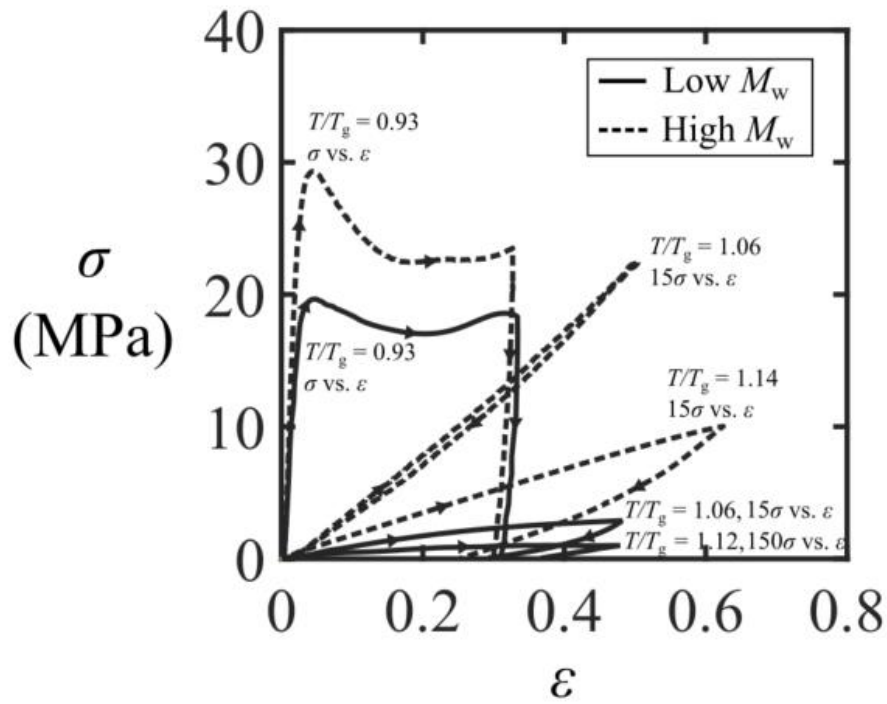 40
30
20
10
0
σ
(MPa)
Low Mw
High Mw
T/Tg = 0.93
σ vs. ε
T/Tg = 0.93
σ vs. ε
T/Tg = 1.06
15σ vs. ε
T/Tg = 1.14
15σ vs. ε
T/Tg = 1.06, 15σ vs. ε
T/Tg = 1.12, 150σ vs. ε
0 0.2 0.4 0.6 0.8
ε